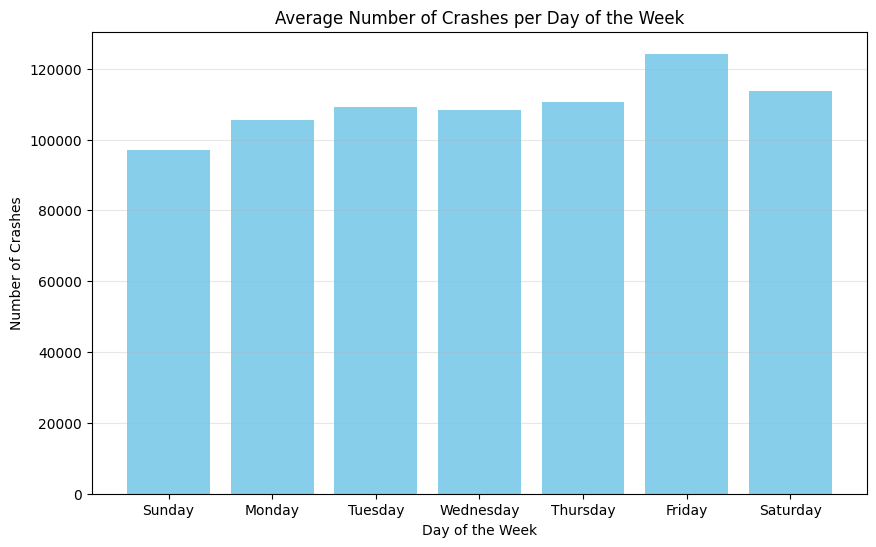 Average Number of Crashes per Day of the Week
Number of Crashes
120000
100000
80000
60000
40000
20000
0
Sunday Monday Tuesday Wednesday Thursday Friday Saturday
Day of the Week